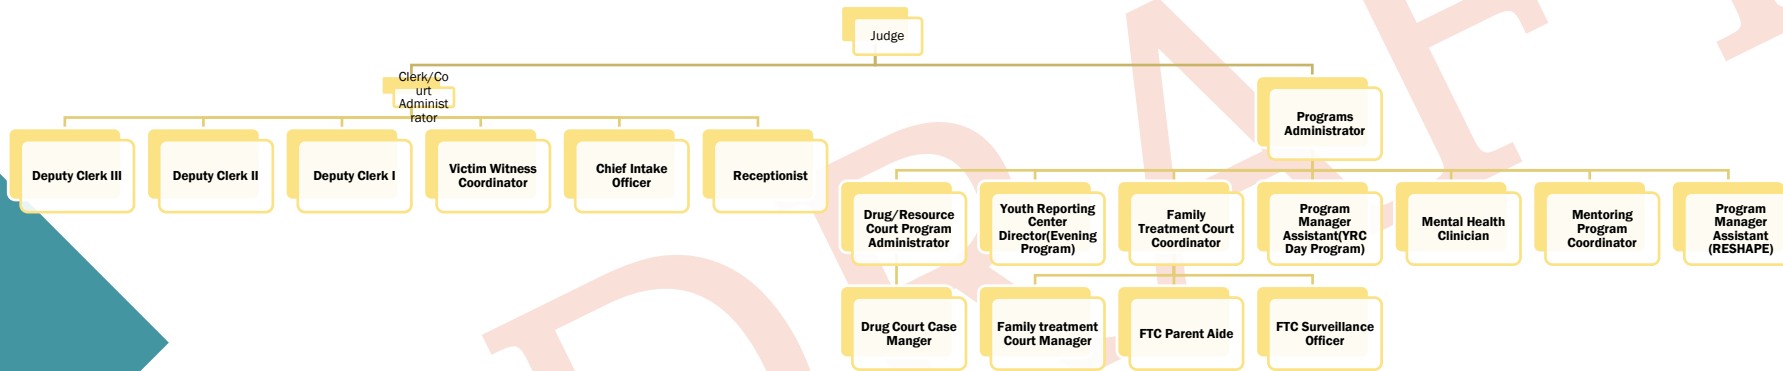 Judge
Clerk/Co
urt
Administ
rator
Programs
Administrator
Deputy Clerk III
Deputy Clerk II
Deputy Clerk I
Victim Witness
Coordinator
Chief Intake
Officer
Receptionist
Drug/Resource
Court Program
Administrator
Youth Reporting
Center
Director(Evening
Program)
Family
Treatment Court
Coordinator
Program
Manager
Assistant(YRC
Day Program)
Mental Health
Clinician
Mentoring
Program
Coordinator
Program
Manager
Assistant
(RESHAPE)
Drug Court Case
Manger
Family treatment
Court Manager
FTC Parent Aide
FTC Surveillance
Officer
DRAFT